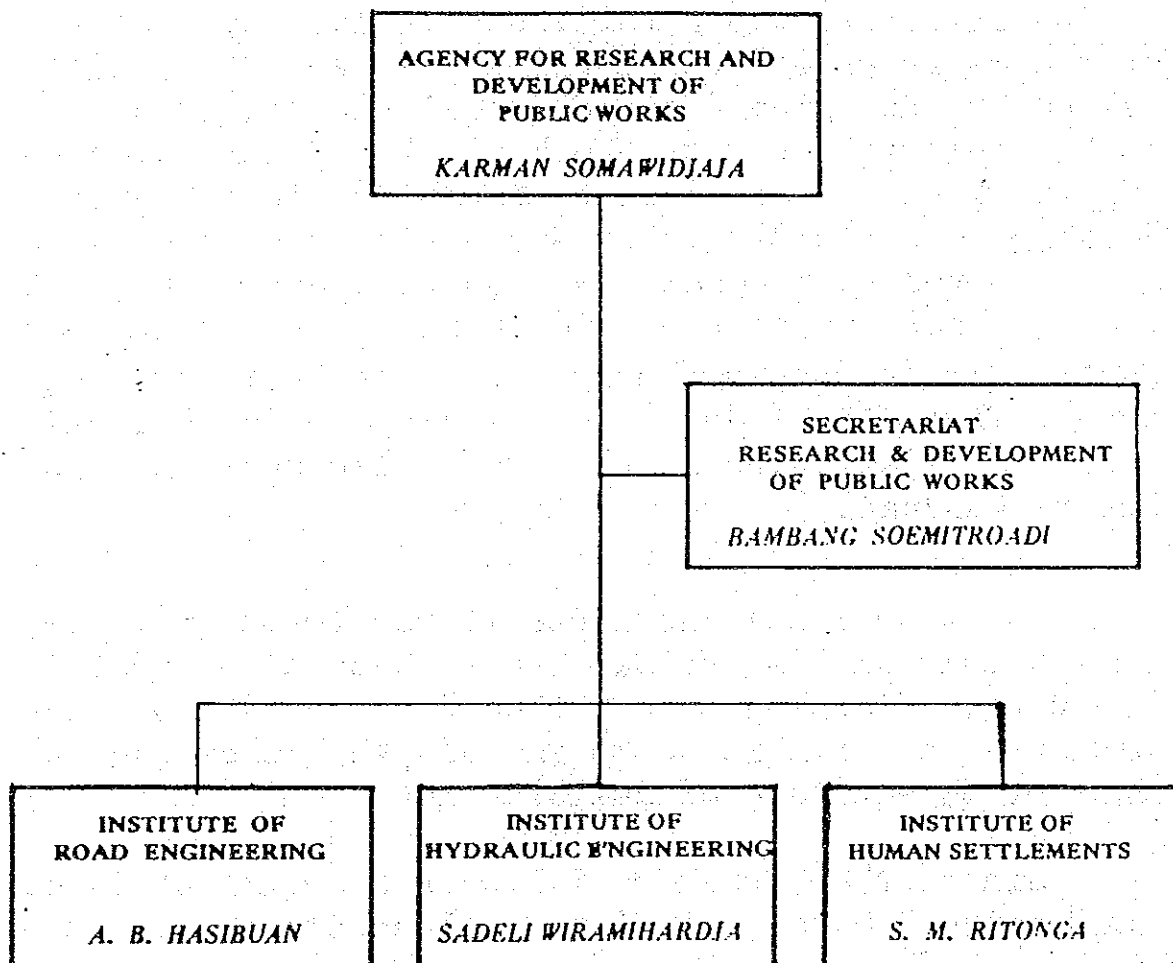 AGENCY FOR RESEARCH AND
DEVELOPMENT OF
PUBLIC WORKS
KARMAN SOMAWIDJAJA
SECRETARIAT
RESEARCH & DEVELOPMENT
OF PUBLIC WORKS
BAMBANG SOEMITROADI
INSTITUTE OF
ROAD ENGINEERING
A. B. HASIBUAN
INSTITUTE OF
HYDRAULIC ENGINEERING
SADELI WIRAMIHARDJA
INSTITUTE OF
HUMAN SETTLEMENTS
S. M. RITONGA